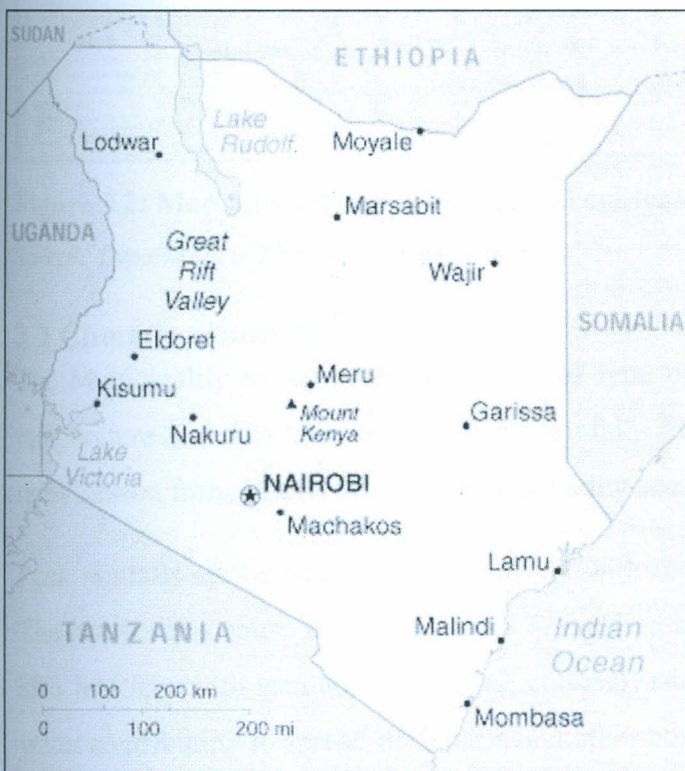 SUDAN
ETHIOPIA
Lake
Rudolf.
Lodwar
Moyale
Marsabit
UGANDA
Great
Rift
Valley
Wajir
SOMALIA
Eldoret
Meru
Kisumu
Mount
Kenya
Garissa
Nakuru
Lake
Victoria
NAIROBI
Machakos
Lamu
TANZANIA
Malindi
Indian
Ocean
0 100 200 km
0 100 200 mi
Mombasa